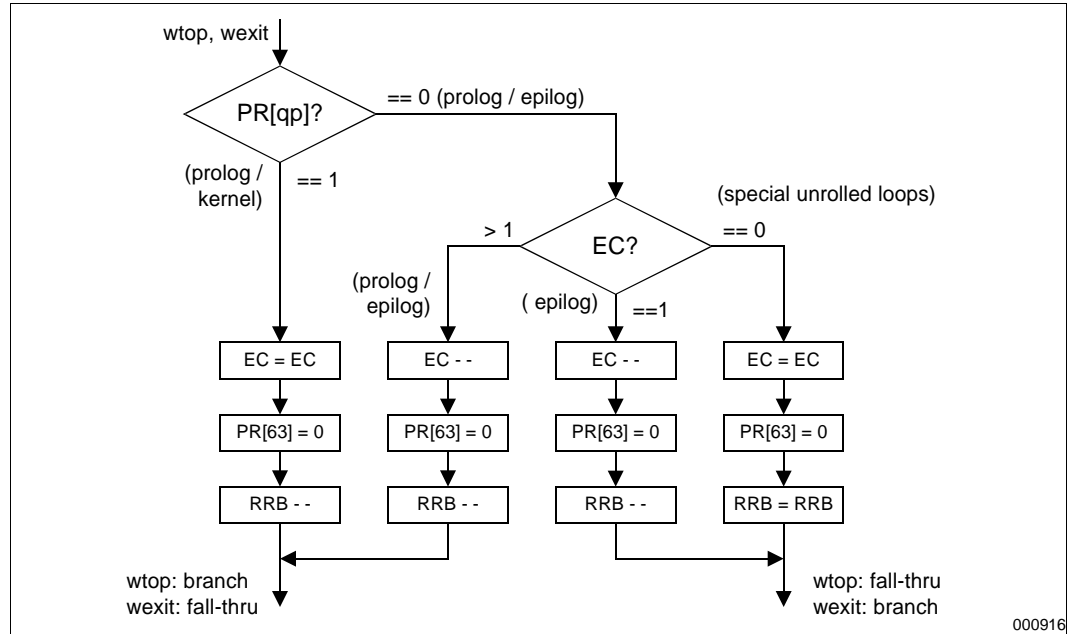 wtop, wexit
PR[qp]?
== 0 (prolog / epilog)
(prolog /
kernel)
== 1
(special unrolled loops)
> 1
EC?
== 0
(prolog /
epilog)
( epilog)
==1
EC = EC
EC - -
EC - -
EC = EC
PR[63] = 0
PR[63] = 0
PR[63] = 0
PR[63] = 0
RRB - -
RRB - -
RRB - -
RRB = RRB
wtop: branch
wexit: fall-thru
wtop: fall-thru
wexit: branch
000916